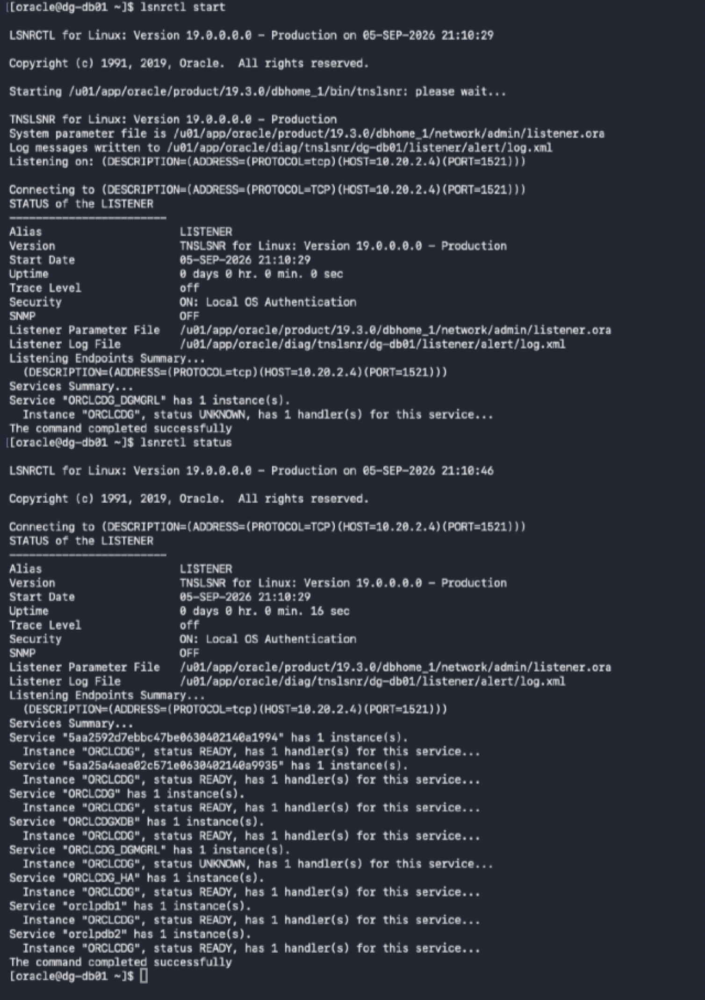 [[oracle@dg-db01 ~]$ lsnrctl start
LSNRCTL for Linux: Version 19.0.0.0.0 – Production on 05-SEP-2026 21:10:29
Copyright (c) 1991, 2019, Oracle.  All rights reserved.
Starting /u01/app/oracle/product/19.3.0/dbhome_1/bin/tnslsnr: please wait...
TNSLSNR for Linux: Version 19.0.0.0.0 – Production
System parameter file is /u01/app/oracle/product/19.3.0/dbhome_1/network/admin/listener.ora
Log messages written to /u01/app/oracle/diag/tnslsnr/dg-db01/listener/alert/log.xml
Listening on: (DESCRIPTION=(ADDRESS=(PROTOCOL=tcp)(HOST=10.20.2.4)(PORT=1521)))
Connecting to (DESCRIPTION=(ADDRESS=(PROTOCOL=TCP)(HOST=10.20.2.4)(PORT=1521)))
STATUS of the LISTENER
------------------------
Alias                     LISTENER
Version                   TNSLSNR for Linux: Version 19.0.0.0.0 – Production
Start Date                05-SEP-2026 21:10:29
Uptime                    0 days 0 hr. 0 min. 0 sec
Trace Level               off
Security                  ON: Local OS Authentication
SNMP                      OFF
Listener Parameter File   /u01/app/oracle/product/19.3.0/dbhome_1/network/admin/listener.ora
Listener Log File         /u01/app/oracle/diag/tnslsnr/dg-db01/listener/alert/log.xml
Listening Endpoints Summary...
  (DESCRIPTION=(ADDRESS=(PROTOCOL=tcp)(HOST=10.20.2.4)(PORT=1521)))
Services Summary...
Service "ORCLCDG_DGMGRL" has 1 instance(s).
  Instance "ORCLCDG", status UNKNOWN, has 1 handler(s) for this service...
The command completed successfully
[[oracle@dg-db01 ~]$ lsnrctl status
LSNRCTL for Linux: Version 19.0.0.0.0 – Production on 05-SEP-2026 21:10:46
Copyright (c) 1991, 2019, Oracle.  All rights reserved.
Connecting to (DESCRIPTION=(ADDRESS=(PROTOCOL=TCP)(HOST=10.20.2.4)(PORT=1521)))
STATUS of the LISTENER
------------------------
Alias                     LISTENER
Version                   TNSLSNR for Linux: Version 19.0.0.0.0 – Production
Start Date                05-SEP-2026 21:10:29
Uptime                    0 days 0 hr. 0 min. 16 sec
Trace Level               off
Security                  ON: Local OS Authentication
SNMP                      OFF
Listener Parameter File   /u01/app/oracle/product/19.3.0/dbhome_1/network/admin/listener.ora
Listener Log File         /u01/app/oracle/diag/tnslsnr/dg-db01/listener/alert/log.xml
Listening Endpoints Summary...
  (DESCRIPTION=(ADDRESS=(PROTOCOL=tcp)(HOST=10.20.2.4)(PORT=1521)))
Services Summary...
Service "5aa2592d7ebbc47be0630402140a1994" has 1 instance(s).
  Instance "ORCLCDG", status READY, has 1 handler(s) for this service...
Service "5aa25a4aea02c571e0630402140a9935" has 1 instance(s).
  Instance "ORCLCDG", status READY, has 1 handler(s) for this service...
Service "ORCLCDG" has 1 instance(s).
  Instance "ORCLCDG", status READY, has 1 handler(s) for this service...
Service "ORCLCDGXDB" has 1 instance(s).
  Instance "ORCLCDG", status READY, has 1 handler(s) for this service...
Service "ORCLCDG_DGMGRL" has 1 instance(s).
  Instance "ORCLCDG", status UNKNOWN, has 1 handler(s) for this service...
Service "ORCLCDG_HA" has 1 instance(s).
  Instance "ORCLCDG", status READY, has 1 handler(s) for this service...
Service "orclpdb1" has 1 instance(s).
  Instance "ORCLCDG", status READY, has 1 handler(s) for this service...
Service "orclpdb2" has 1 instance(s).
  Instance "ORCLCDG", status READY, has 1 handler(s) for this service...
The command completed successfully
[oracle@dg-db01 ~]$